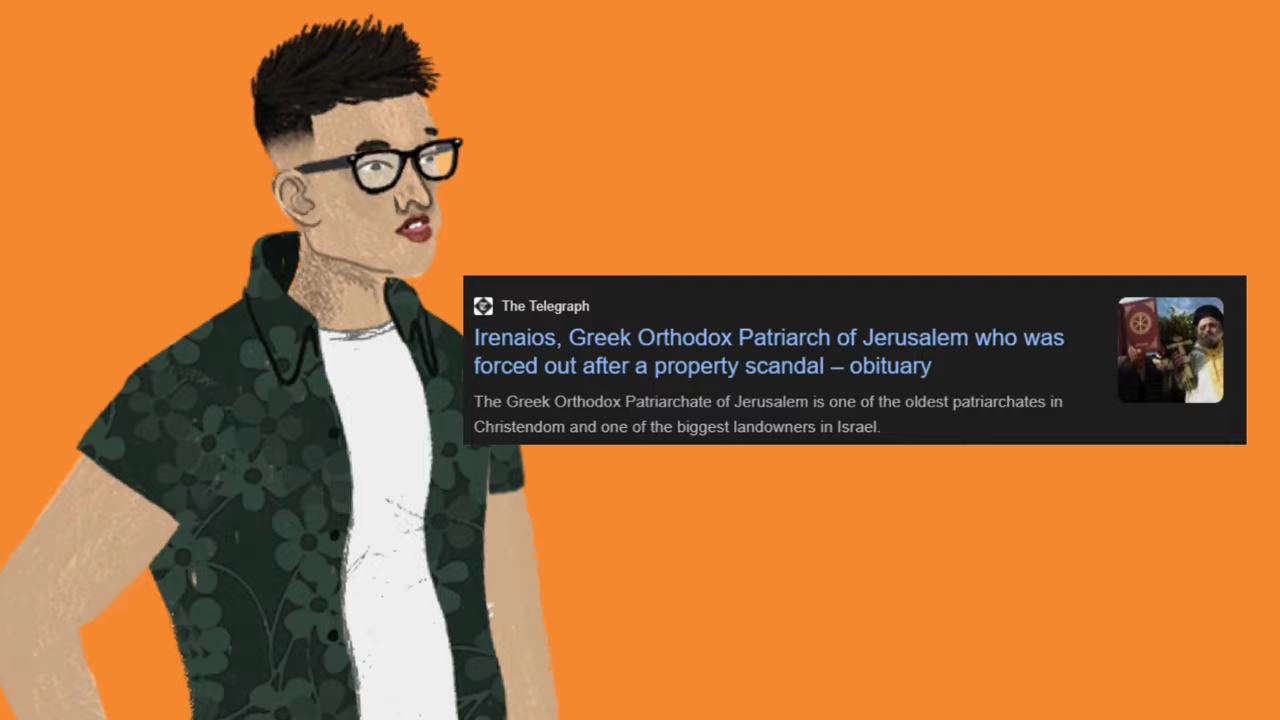 The Telegraph
Irenaios, Greek Orthodox Patriarch of Jerusalem who was
forced out after a property scandal – obituary
The Greek Orthodox Patriarchate of Jerusalem is one of the oldest patriarchates in
Christendom and one of the biggest landowners in Israel.